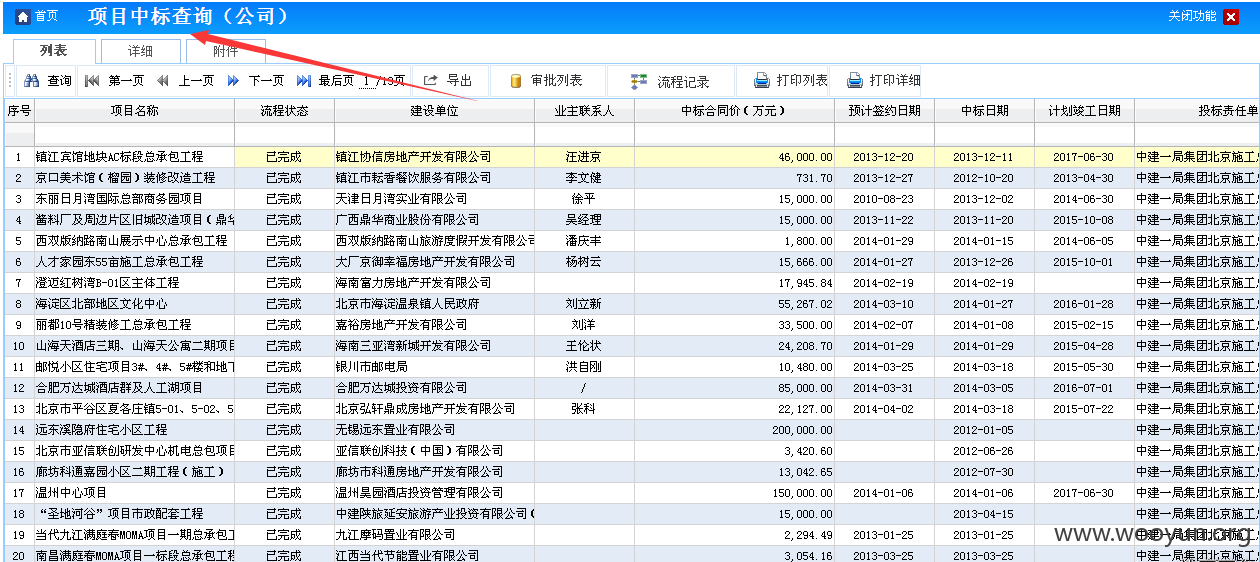 首页 项目中标查询（公司） 关闭功能
列表 详细 附件
查询 第一页 上一页 下一页 最后页 1 /13页 导出 审批列表 流程记录 打印列表 打印详细
序号 项目名称 流程状态 建设单位 业主联系人 中标合同价(万元) 预计签约日期 中标日期 计划竣工日期 投标责任单
1 镇江宾馆地块AC标段总承包工程 已完成 镇江协信房地产开发有限公司 汪进京 46,000.00 2013-12-20 2013-12-11 2017-06-30 中建一局集团北京施工
2 京口美术馆(榴园)装修改造工程 已完成 镇江市耘香餐饮服务有限公司 李文健 731.70 2013-12-27 2012-10-20 2013-04-30 中建一局集团北京施工
3 东丽日月湾国际总部商务园项目 已完成 天津日月湾实业有限公司 徐平 15,000.00 2010-08-23 2013-12-02 2014-06-30 中建一局集团北京施工
4 酱料厂及周边片区旧城改造项目(鼎华 已完成 广西鼎华商业股份有限公司 吴经理 15,000.00 2013-11-22 2013-11-20 2015-10-08 中建一局集团北京施工
5 西双版纳路南山展示中心总承包工程 已完成 西双版纳路南山旅游度假开发有限公司 潘庆丰 1,800.00 2014-01-29 2014-01-15 2014-06-05 中建一局集团北京施工
6 人才家园东55亩施工总承包工程 已完成 大厂京御幸福房地产开发有限公司 杨树云 15,666.00 2014-01-27 2013-12-26 2015-10-01 中建一局集团北京施工
7 澄迈红树湾B-01区主体工程 已完成 海南富力房地产开发有限公司 17,945.84 2014-02-19 2014-02-19 中建一局集团北京施工
8 海淀区北部地区文化中心 已完成 北京市海淀温泉镇人民政府 刘立新 55,267.02 2014-03-10 2014-01-27 2016-01-28 中建一局集团北京施工
9 丽都10号精装修工总承包工程 已完成 嘉裕房地产开发有限公司 刘洋 33,500.00 2014-02-07 2014-01-08 2015-02-15 中建一局集团北京施工
10 山海天酒店三期、山海天公寓二期项目 已完成 海南三亚湾新城开发有限公司 王伦状 24,208.70 2014-01-29 2014-01-29 2015-04-28 中建一局集团北京施工
11 邮悦小区住宅项目3#、4#、5#楼和地下 已完成 银川市邮电局 洪自刚 10,480.00 2014-03-25 2014-03-18 2015-05-30 中建一局集团北京施工
12 合肥万达城酒店群及人工湖项目 已完成 合肥万达城投资有限公司 / 85,000.00 2014-03-31 2014-03-05 2016-07-01 中建一局集团北京施工
13 北京市平谷区夏各庄镇5-01、5-02、5 已完成 北京弘轩鼎成房地产开发有限公司 张科 22,127.00 2014-04-02 2014-03-18 2015-07-22 中建一局集团北京施工
14 远东溪隐府住宅小区工程 已完成 无锡远东置业有限公司 200,000.00 2012-01-05 中建一局集团北京施工
15 北京市亚信联创研发中心机电总包项目 已完成 亚信联创科技(中国)有限公司 3,420.60 2012-06-26 中建一局集团北京施工
16 廊坊科通嘉园小区二期工程(施工) 已完成 廊坊市科通房地产开发有限公司 13,042.65 2012-07-30 中建一局集团北京施工
17 温州中心项目 已完成 温州昊园酒店投资管理有限公司 150,000.00 2014-01-06 2014-01-06 2017-06-30 中建一局集团北京施工
18 “圣地河谷”项目市政配套工程 已完成 中建陕旅延安旅游产业投资有限公司( 15,000.00 2013-04-15 中建一局集团北京施工
19 当代九江满庭春MOMA项目一期总承包工 已完成 九江摩码置业有限公司 2,294.49 2013-01-25 2013-01-25 中建一局集团北京施工
20 南昌满庭春MOMA项目一标段总承包工程 已完成 江西当代节能置业有限公司 3,054.16 2013-03-25 2013-03-25 中建一局集团北京施工
www.wooyun.org